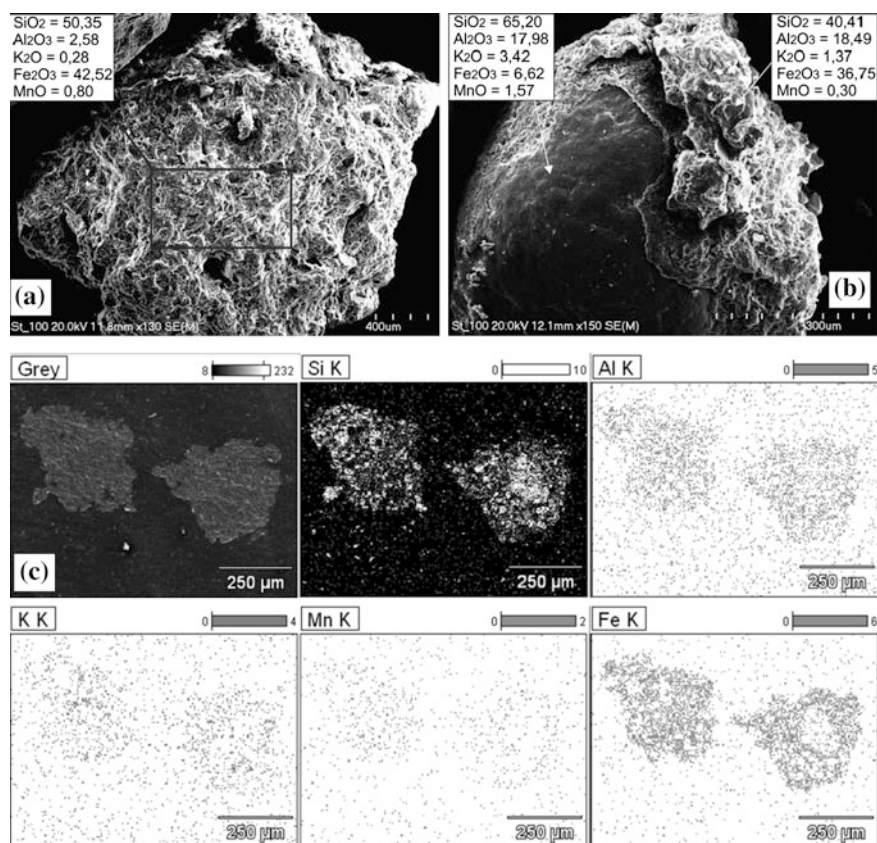 SiO2 = 50,35
Al2O3 = 2,58
K2O = 0,28
Fe2O3 = 42,52
MnO = 0,80
SiO2 = 65,20
Al2O3 = 17,98
K2O = 3,42
Fe2O3 = 6,62
MnO = 1,57
SiO2 = 40,41
Al2O3 = 18,49
K2O = 1,37
Fe2O3 = 36,75
MnO = 0,30
(a)
St_100 20.0kV 11.8mm x130 SE(M)
400um
(b)
St_100 20.0kV 12.1mm x150 SE(M)
300um
Grey
8 232
Si K
0 10
Al K
0 5
(c)
250 µm
250 µm
250 µm
K K
0 4
Mn K
0 2
Fe K
0 6
250 µm
250 µm
250 µm